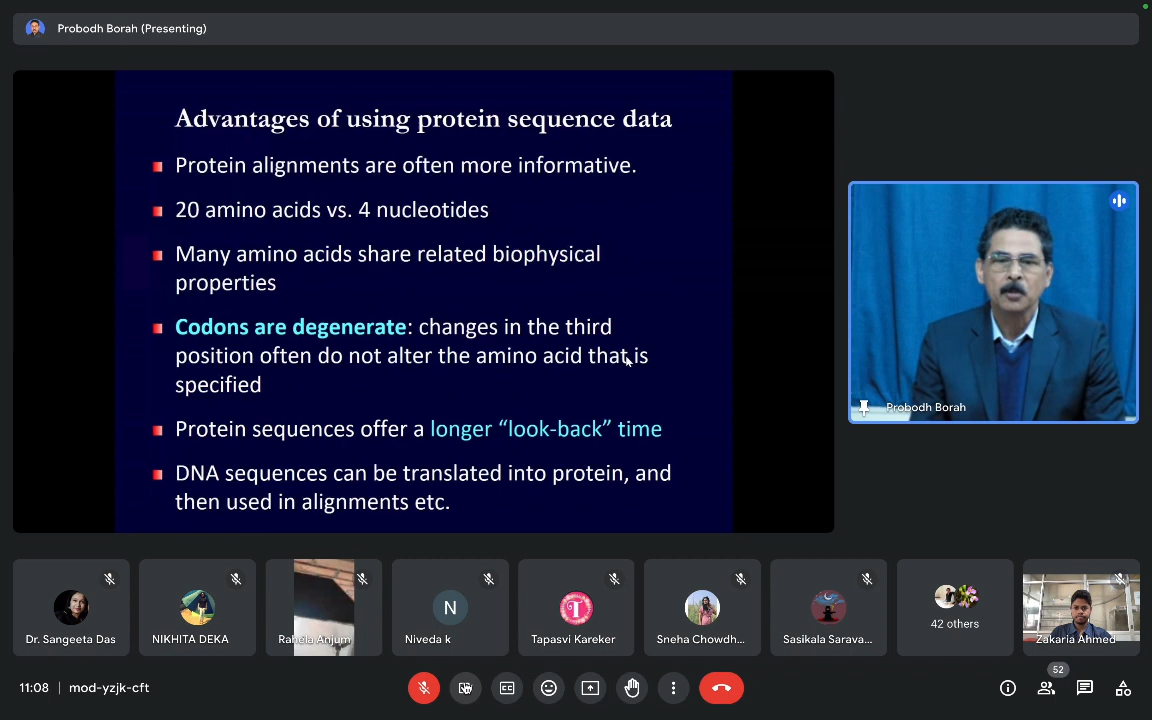 Probodh Borah (Presenting)
Advantages of using protein sequence data
Protein alignments are often more informative.
20 amino acids vs. 4 nucleotides
Many amino acids share related biophysical
properties
Codons are degenerate: changes in the third
position often do not alter the amino acid that is
specified
Protein sequences offer a longer “look-back” time
DNA sequences can be translated into protein, and
then used in alignments etc.
Probodh Borah
Dr. Sangeeta Das
NIKHITA DEKA
Rahela Anjum
N
Niveda k
T
Tapasvi Kareker
Sneha Chowdh...
Sasikala Sarava...
42 others
Zakaria Ahmed
11:08 | mod-yzjk-cft
CC
52